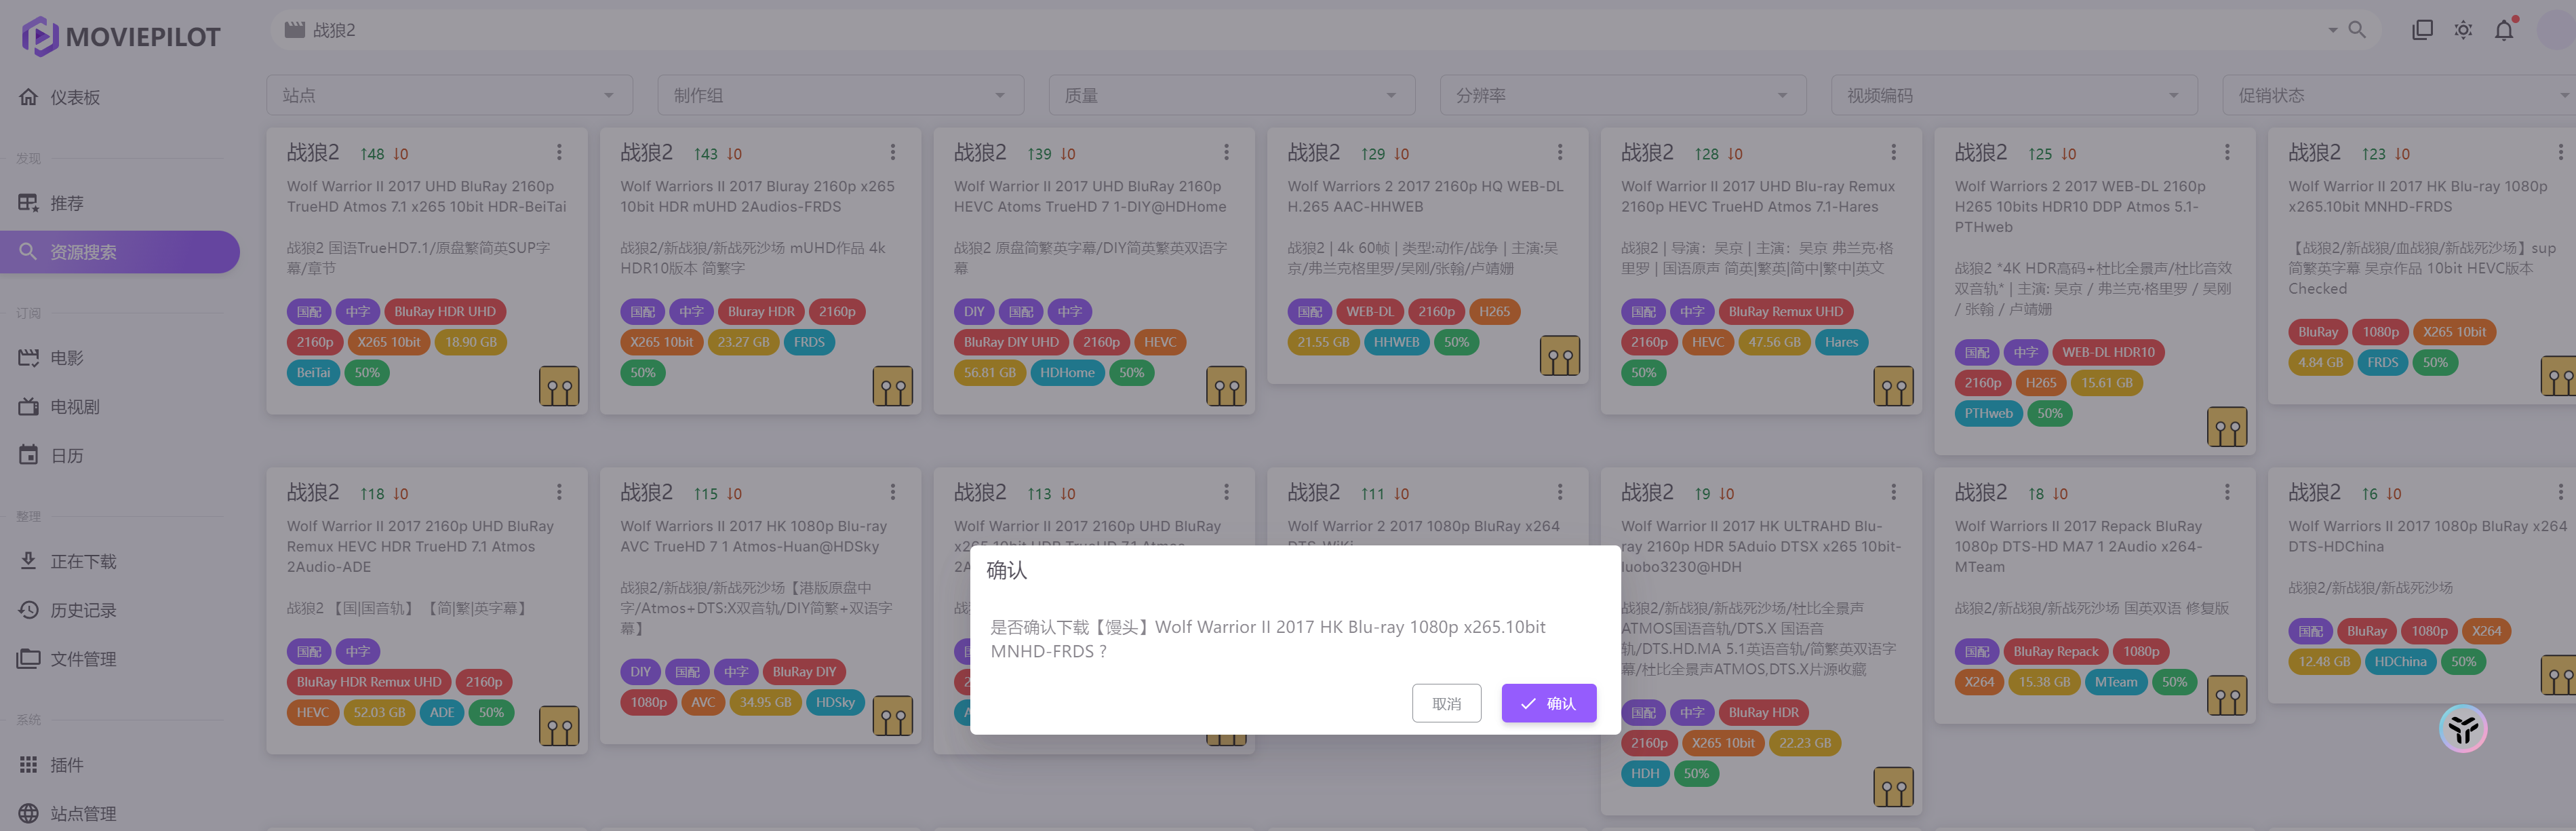 MOVIEPILOT
战狼2
仪表板
发现
推荐
资源搜索
订阅
电影
电视剧
日历
整理
正在下载
历史记录
文件管理
系统
插件
站点管理
站点
制作组
质量
分辨率
视频编码
促销状态
战狼2 ↑48 ↓0
Wolf Warrior II 2017 UHD BluRay 2160p
TrueHD Atmos 7.1 x265 10bit HDR-BeiTai
战狼2 国语TrueHD7.1/原盘繁简英SUP字
幕/章节
国配 中字 BluRay HDR UHD
2160p X265 10bit 18.90 GB
BeiTai 50%
战狼2 ↑43 ↓0
Wolf Warriors II 2017 Bluray 2160p x265
10bit HDR mUHD 2Audios-FRDS
战狼2/新战狼/新战死沙场 mUHD作品 4k
HDR10版本 简繁字
国配 中字 Bluray HDR 2160p
X265 10bit 23.27 GB FRDS
50%
战狼2 ↑39 ↓0
Wolf Warrior II 2017 UHD BluRay 2160p
HEVC Atoms TrueHD 7 1-DIY@HDHome
战狼2 原盘简繁英字幕/DIY简英繁英双语字
幕
DIY 国配 中字
BluRay DIY UHD 2160p HEVC
56.81 GB HDHome 50%
战狼2 ↑29 ↓0
Wolf Warriors 2 2017 2160p HQ WEB-DL
H.265 AAC-HHWEB
战狼2 | 4k 60帧 | 类型:动作/战争 | 主演:吴
京/弗兰克格里罗/吴刚/张翰/卢靖姗
国配 WEB-DL 2160p H265
21.55 GB HHWEB 50%
战狼2 ↑28 ↓0
Wolf Warrior II 2017 UHD Blu-ray Remux
2160p HEVC TrueHD Atmos 7.1-Hares
战狼2 | 导演：吴京 | 主演：吴京 弗兰克·格
里罗 | 国语原声 简英|繁英|简中|繁中|英文
国配 中字 BluRay Remux UHD
2160p HEVC 47.56 GB Hares
50%
战狼2 ↑25 ↓0
Wolf Warriors 2 2017 WEB-DL 2160p
H265 10bits HDR10 DDP Atmos 5.1-
PTHweb
战狼2 *4K HDR高码+杜比全景声/杜比音效
双音轨* | 主演: 吴京 / 弗兰克·格里罗 / 吴刚
/ 张翰 / 卢靖姗
国配 中字 WEB-DL HDR10
2160p H265 15.61 GB
PTHweb 50%
战狼2 ↑23 ↓0
Wolf Warrior II 2017 HK Blu-ray 1080p
x265.10bit MNHD-FRDS
【战狼2/新战狼/血战狼/新战死沙场】sup
简繁英字幕 吴京作品 10bit HEVC版本
Checked
BluRay 1080p X265 10bit
4.84 GB FRDS 50%
战狼2 ↑18 ↓0
Wolf Warrior II 2017 2160p UHD BluRay
Remux HEVC HDR TrueHD 7.1 Atmos
2Audio-ADE
战狼2 【国|国音轨】 【简|繁|英字幕】
国配 中字
BluRay HDR Remux UHD 2160p
HEVC 52.03 GB ADE 50%
战狼2 ↑15 ↓0
Wolf Warriors II 2017 HK 1080p Blu-ray
AVC TrueHD 7 1 Atmos-Huan@HDSky
战狼2/新战狼/新战死沙场【港版原盘中
字/Atmos+DTS:X双音轨/DIY简繁+双语字
幕】
DIY 国配 中字 BluRay DIY
1080p AVC 34.95 GB HDSky
战狼2 ↑13 ↓0
Wolf Warrior II 2017 2160p UHD BluRay
x265 10bit HDR TrueHD 7.1 Atmos
战狼2 ↑11 ↓0
Wolf Warrior 2 2017 1080p BluRay x264
DTS-WiKi
战狼2 ↑9 ↓0
Wolf Warrior II 2017 HK ULTRAHD Blu-
ray 2160p HDR 5Aduio DTSX x265 10bit-
luobo3230@HDH
战狼2/新战狼/新战死沙场/杜比全景声
ATMOS国语音轨/DTS.X 国语音
轨/DTS.HD.MA 5.1英语音轨/简繁英双语字
幕/杜比全景声ATMOS,DTS.X片源收藏
国配 中字 BluRay HDR
2160p X265 10bit 22.23 GB
HDH 50%
战狼2 ↑8 ↓0
Wolf Warriors II 2017 Repack BluRay
1080p DTS-HD MA7 1 2Audio x264-
MTeam
战狼2/新战狼/新战死沙场 国英双语 修复版
国配 BluRay Repack 1080p
X264 15.38 GB MTeam 50%
战狼2 ↑6 ↓0
Wolf Warriors II 2017 1080p BluRay x264
DTS-HDChina
战狼2/新战狼/新战死沙场
国配 BluRay 1080p X264
12.48 GB HDChina 50%
确认
是否确认下载【馒头】Wolf Warrior II 2017 HK Blu-ray 1080p x265.10bit
MNHD-FRDS ?
取消 确认